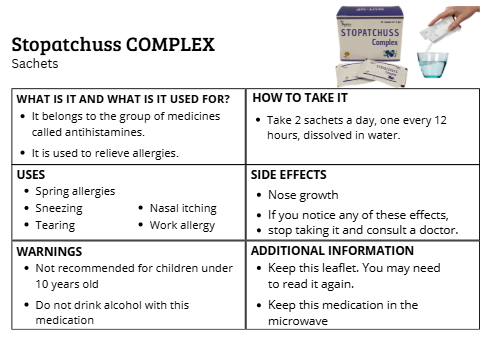 Stopatchuss COMPLEX
Sachets
STOPATCHUSS
Complex
WHAT IS IT AND WHAT IS IT USED FOR?
• It belongs to the group of medicines
called antihistamines.
• It is used to relieve allergies.
HOW TO TAKE IT
• Take 2 sachets a day, one every 12
hours, dissolved in water.
USES
• Spring allergies
• Sneezing
• Tearing
• Nasal itching
• Work allergy
SIDE EFFECTS
• Nose growth
• If you notice any of these effects,
• stop taking it and consult a doctor.
WARNINGS
• Not recommended for children under
10 years old
• Do not drink alcohol with this
medication
ADDITIONAL INFORMATION
• Keep this leaflet. You may need
to read it again.
• Keep this medication in the
microwave